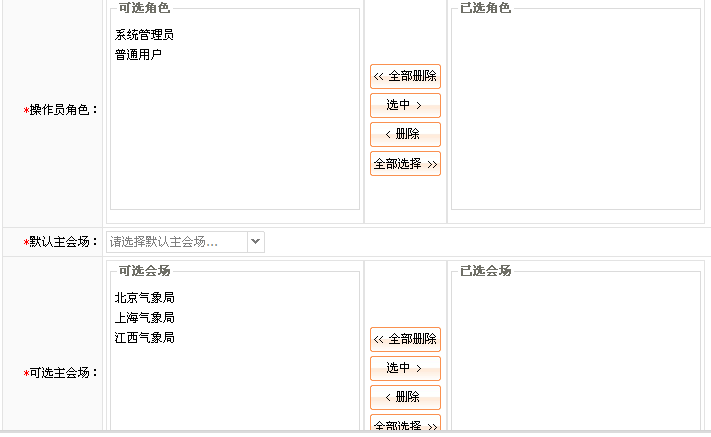 可选角色
已选角色
系统管理员
普通用户
*操作员角色：
<< 全部删除
选中 >
< 删除
全部选择 >>
*默认主会场：
请选择默认主会场...
可选会场
已选会场
北京气象局
上海气象局
江西气象局
*可选主会场：
<< 全部删除
选中 >
< 删除
全部选择 >>